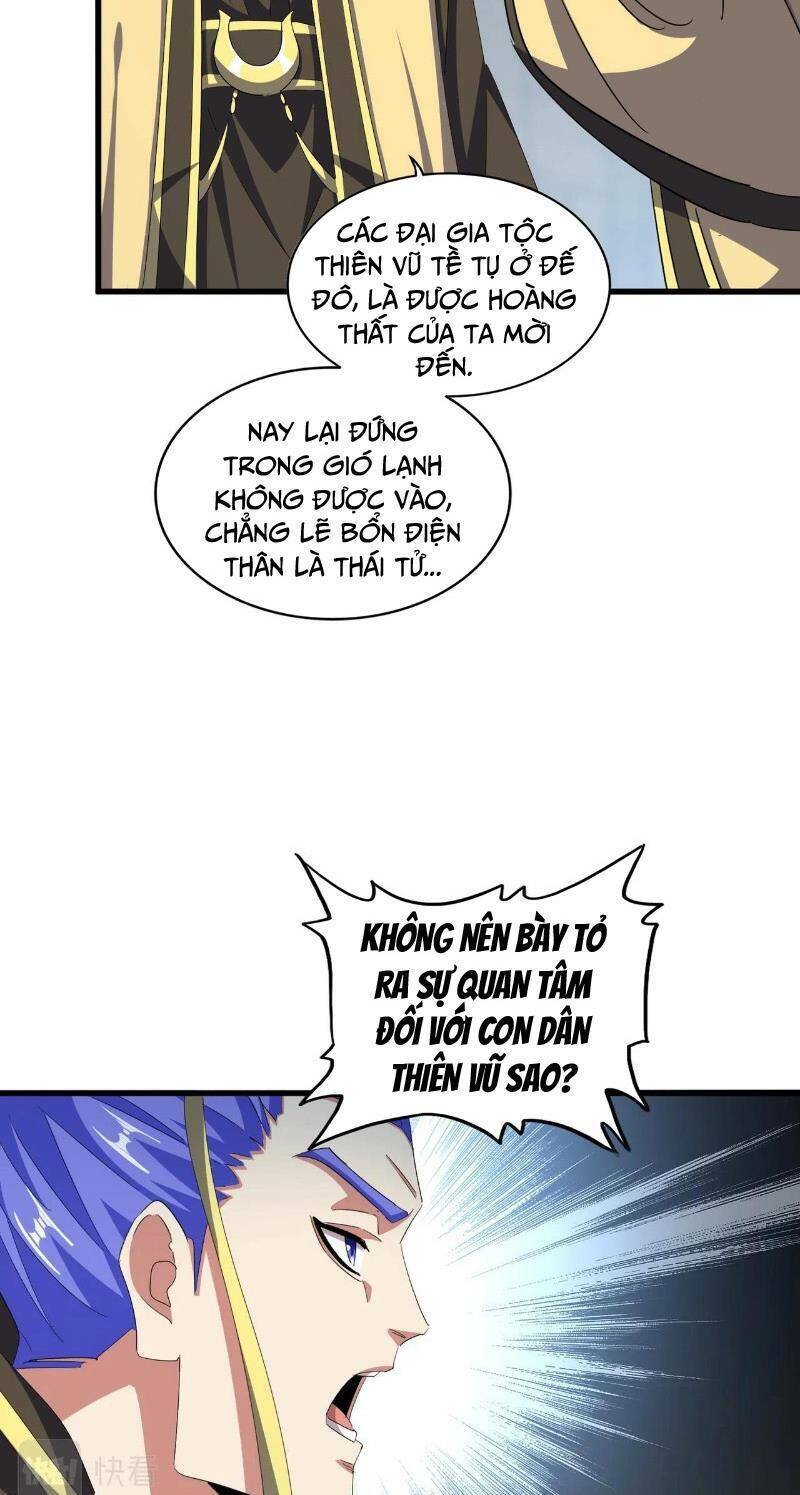 CÁC ĐẠI GIA TỘC
THIÊN VŨ TỀ TỤ Ở ĐẾ
ĐÔ, LÀ ĐƯỢC HOÀNG
THẤT CỦA TA MỜI
ĐẾN.
NAY LẠI ĐỨNG
TRONG GIÓ LẠNH
KHÔNG ĐƯỢC VÀO,
CHẲNG LẼ BỔN ĐIỆN
THÂN LÀ THÁI TỬ...
KHÔNG NÊN BÀY TỎ
RA SỰ QUAN TÂM
ĐỐI VỚI CON DÂN
THIÊN VŨ SAO?
快看